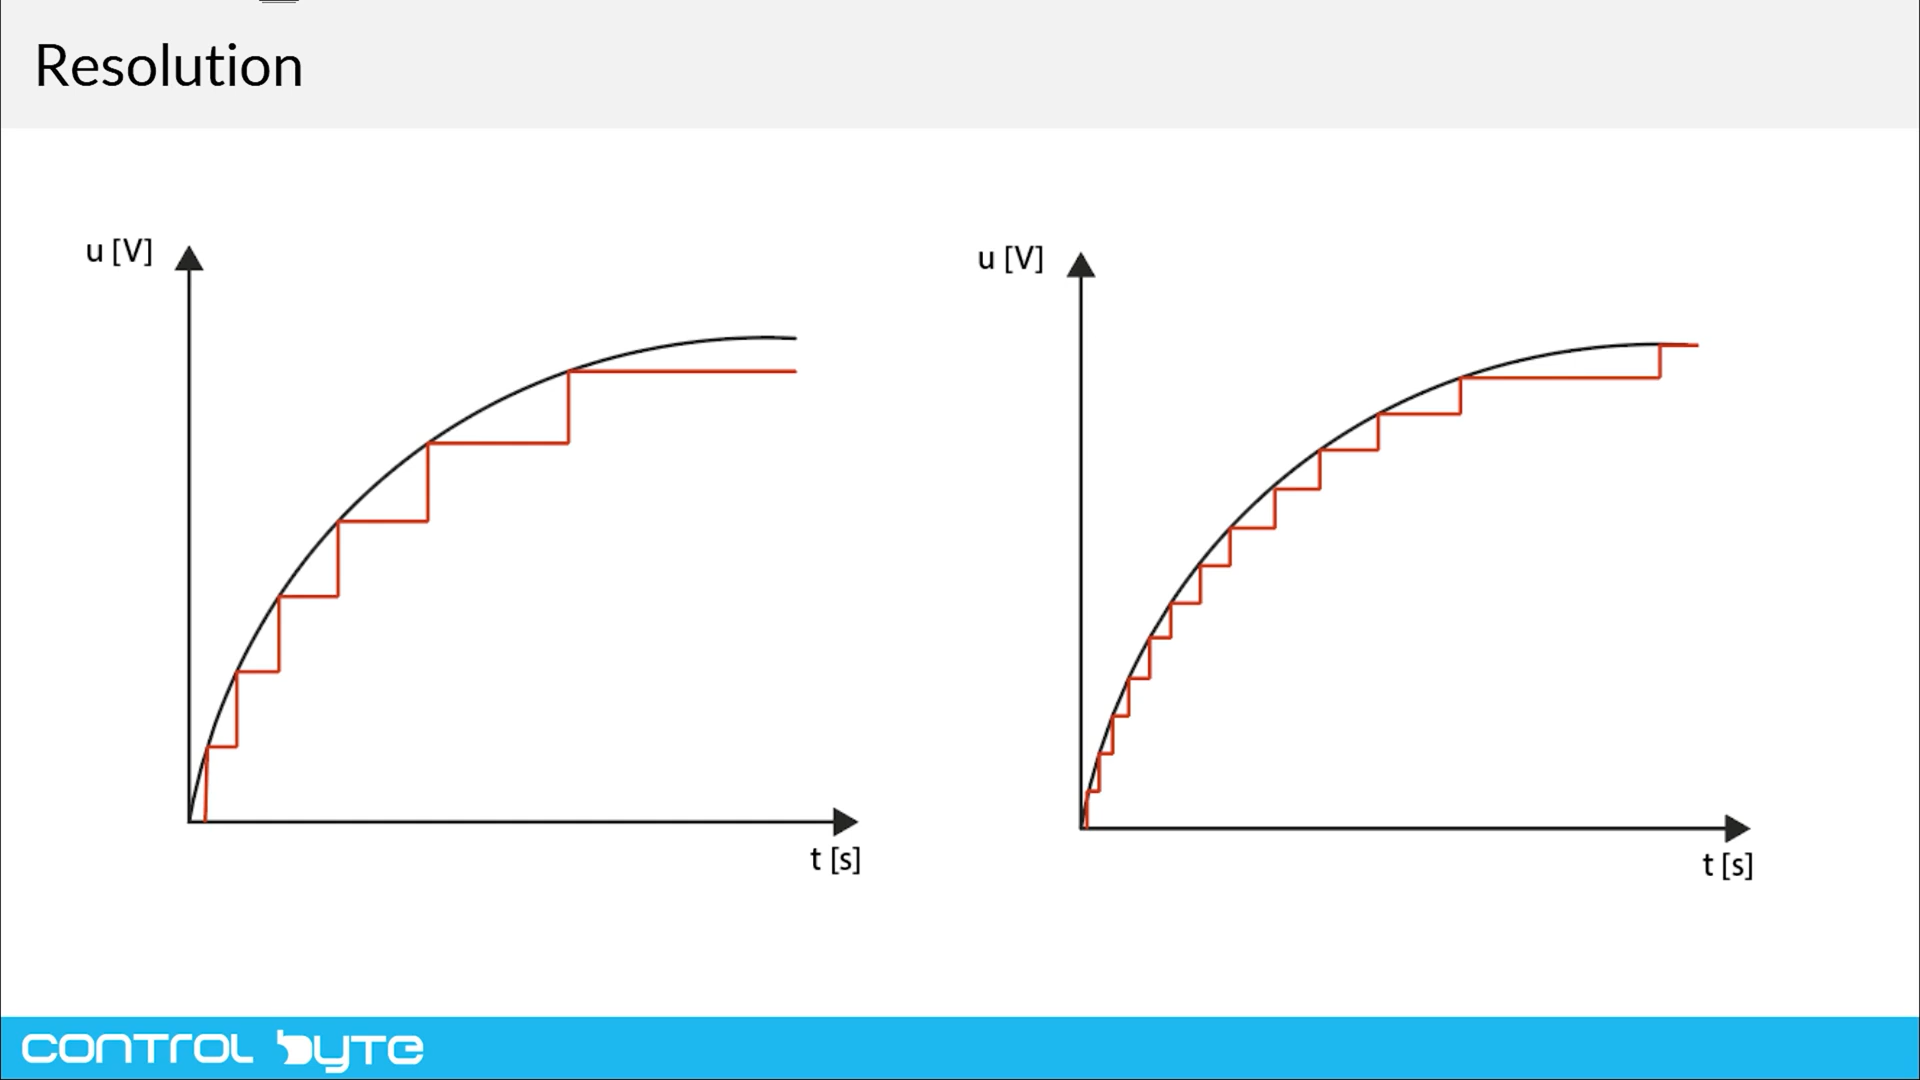 Resolution
u [V]
t [s]
u [V]
t [s]
CONTROL BYTE